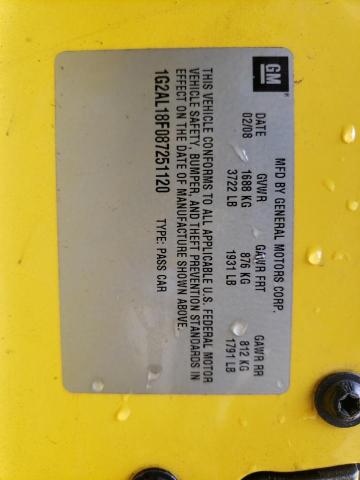 GM
MFD BY GENERAL MOTORS CORP.
DATE GVWR GAWR FRT GAWR RR
02/08 1688 KG 876 KG 812 KG
3722 LB 1931 LB 1791 LB
THIS VEHICLE CONFORMS TO ALL APPLICABLE U.S. FEDERAL MOTOR
VEHICLE SAFETY, BUMPER, AND THEFT PREVENTION STANDARDS IN
EFFECT ON THE DATE OF MANUFACTURE SHOWN ABOVE.
1G2AL18F087251120 TYPE: PASS CAR